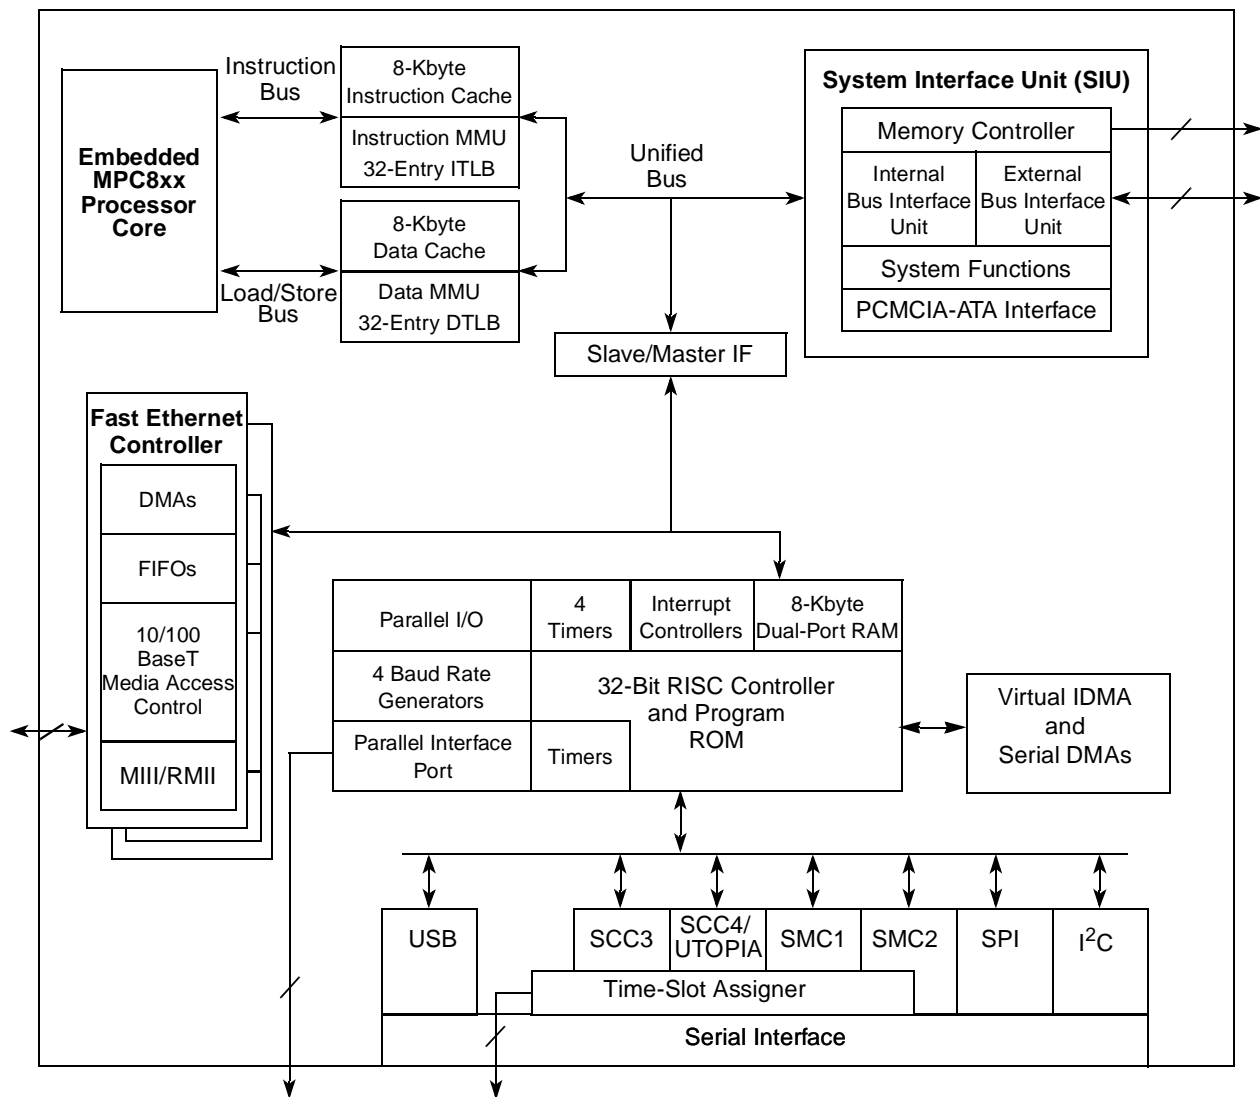 Instruction
Bus
8-Kbyte
Instruction Cache
Instruction MMU
32-Entry ITLB
Embedded
MPC8xx
Processor
Core
8-Kbyte
Data Cache
Load/Store
Bus
Data MMU
32-Entry DTLB
Unified
Bus
System Interface Unit (SIU)
Memory Controller
Internal
Bus Interface
Unit
External
Bus Interface
Unit
System Functions
PCMCIA-ATA Interface
Slave/Master IF
Fast Ethernet
Controller
DMAs
FIFOs
10/100
BaseT
Media Access
Control
MIII/RMII
Parallel I/O
4
Timers
Interrupt
Controllers
8-Kbyte
Dual-Port RAM
4 Baud Rate
Generators
32-Bit RISC Controller
and Program
ROM
Parallel Interface
Port
Timers
Virtual IDMA
and
Serial DMAs
USB
SCC3
SCC4/
UTOPIA
SMC1
SMC2
SPI
I²C
Time-Slot Assigner
Serial Interface